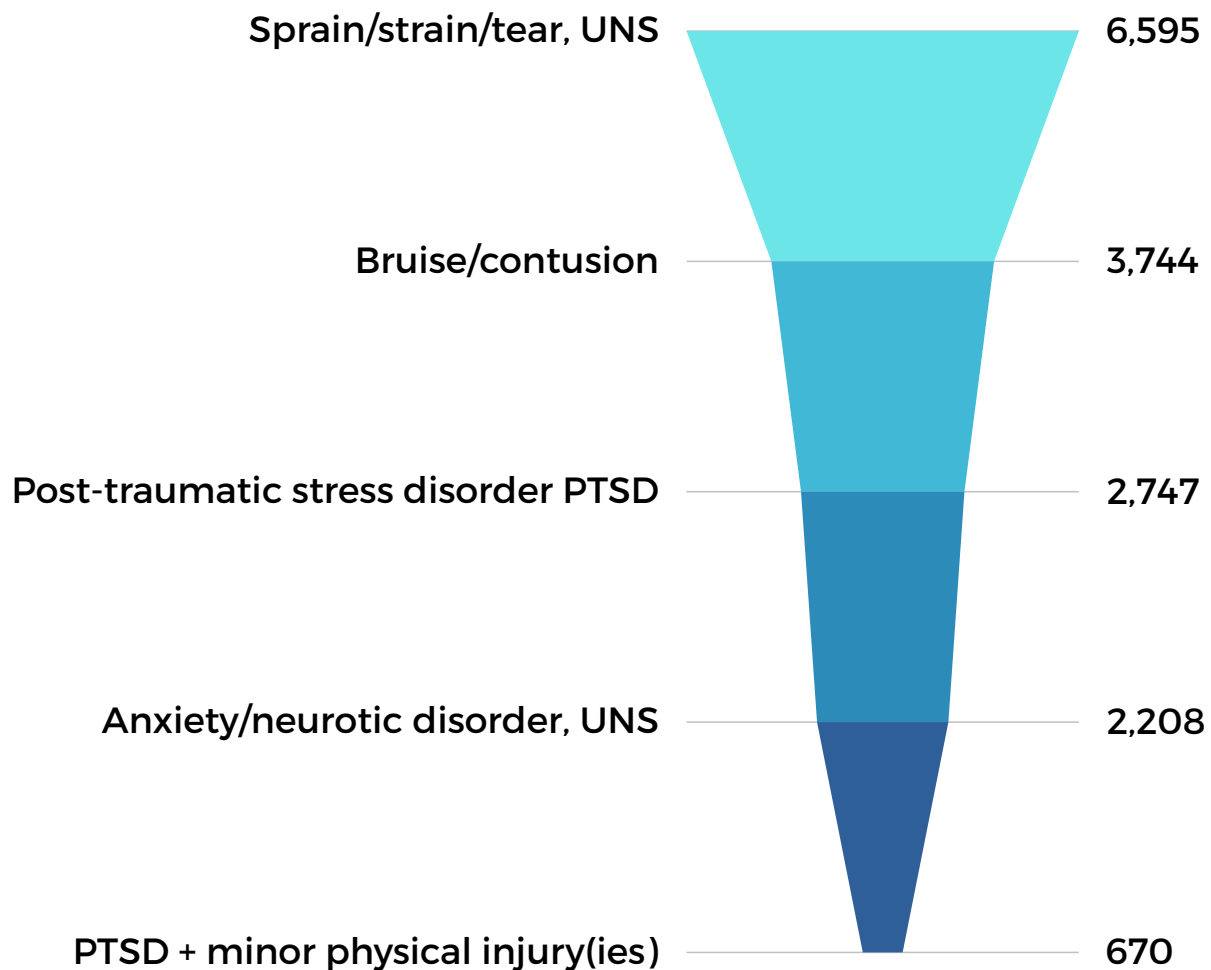 Sprain/strain/tear, UNS 6,595
Bruise/contusion 3,744
Post-traumatic stress disorder PTSD 2,747
Anxiety/neurotic disorder, UNS 2,208
PTSD + minor physical injury(ies) 670